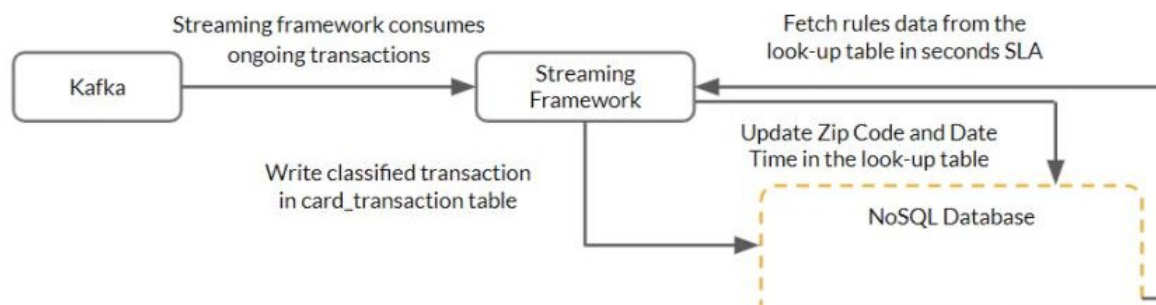 Streaming framework consumes
ongoing transactions
Fetch rules data from the
look-up table in seconds SLA
Kafka
Streaming
Framework
Update Zip Code and Date
Time in the look-up table
Write classified transaction
in card_transaction table
NoSQL Database